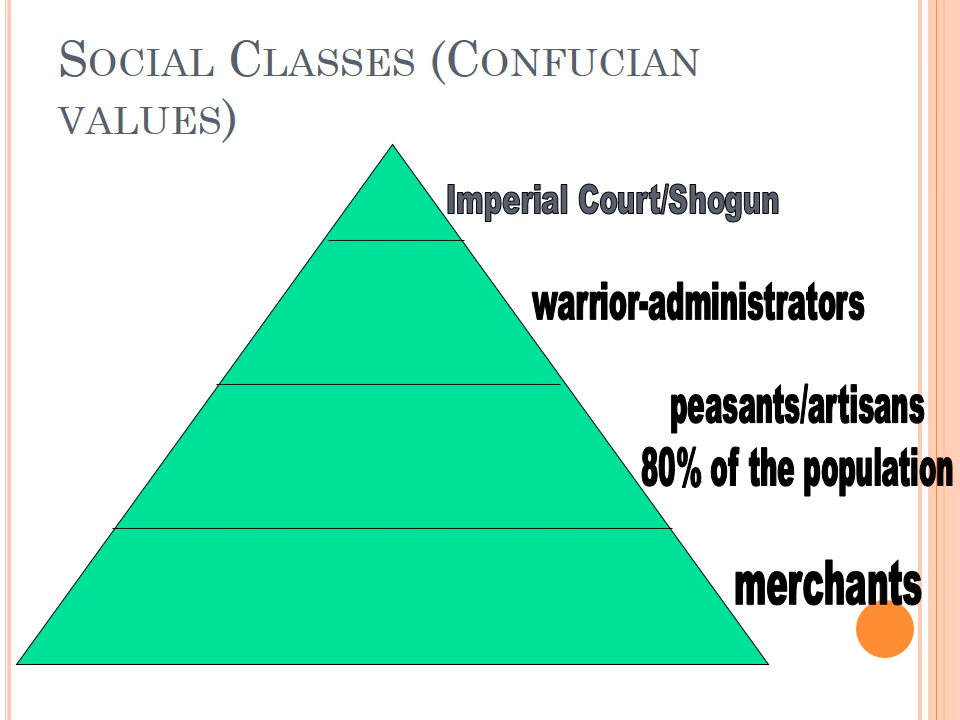 Social Classes (Confucian
values)
Imperial Court/Shogun
warrior-administrators
peasants/artisans
80% of the population
merchants